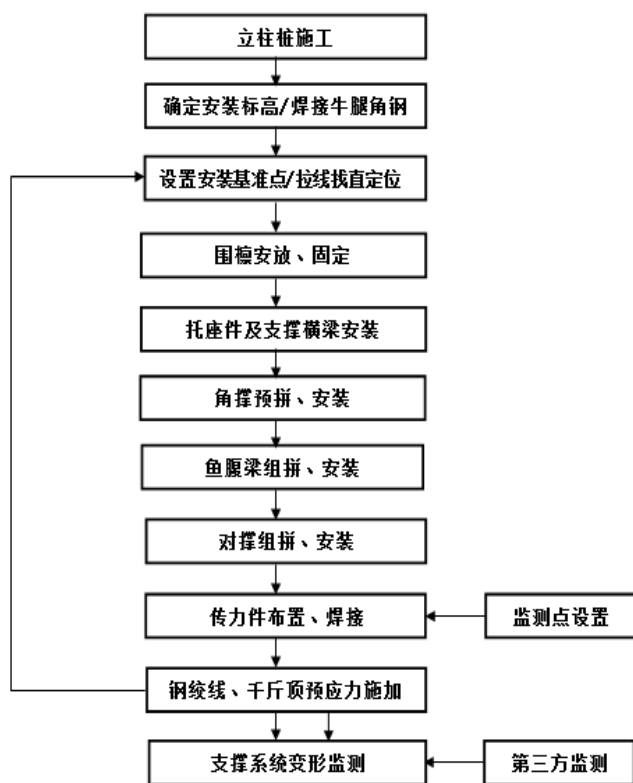 立柱桩施工
确定安装标高/焊接牛腿角钢
设置安装基准点/拉线找直定位
围檩安放、固定
托座件及支撑横梁安装
角撑预拼、安装
鱼腹梁组拼、安装
对撑组拼、安装
传力件布置、焊接
监测点设置
钢绞线、千斤顶预应力施加
支撑系统变形监测
第三方监测